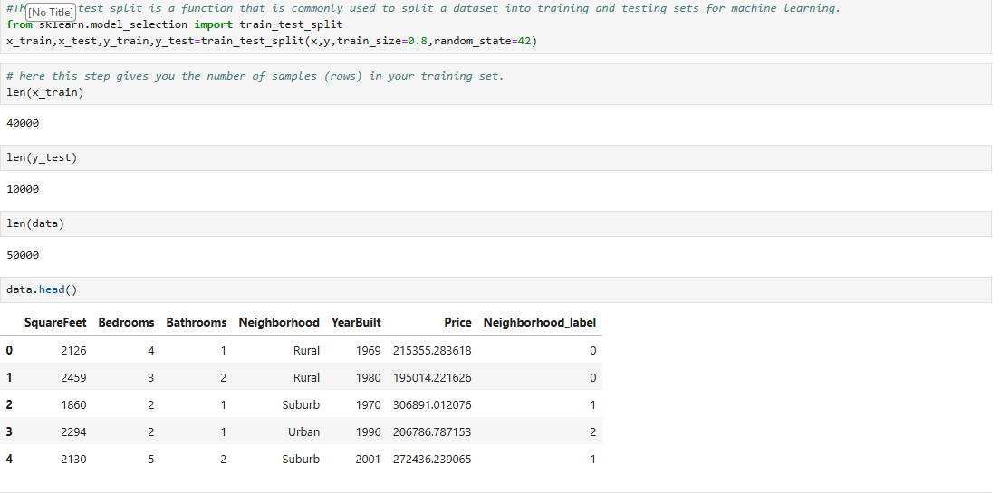 #Th
[No Title]
test_split is a function that is commonly used to split a dataset into training and testing sets for machine learning.
from sklearn.model_selection import train_test_split
x_train,x_test,y_train,y_test=train_test_split(x,y,train_size=0.8,random_state=42)
# here this step gives you the number of samples (rows) in your training set.
len(x_train)
40000
len(y_test)
10000
len(data)
50000
data.head()
SquareFeet Bedrooms Bathrooms Neighborhood YearBuilt Price Neighborhood_label
0 2126 4 1 Rural 1969 215355.283618 0
1 2459 3 2 Rural 1980 195014.221626 0
2 1860 2 1 Suburb 1970 306891.012076 1
3 2294 2 1 Urban 1996 206786.787153 2
4 2130 5 2 Suburb 2001 272436.239065 1